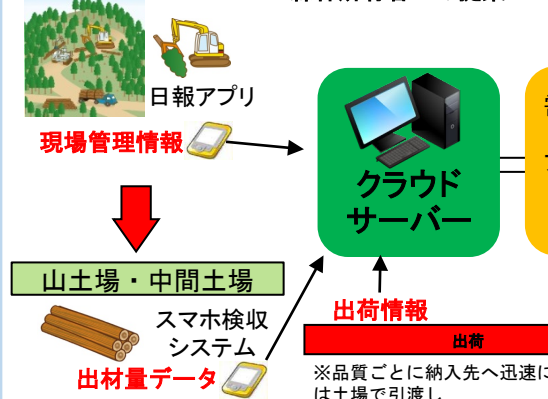 日報アプリ
現場管理情報
クラウド
サーバー
山土場・中間土場
スマホ検収
システム
出材量データ
出荷情報
出荷
※品質ごとに納入先へ迅速に
は土場で引渡し